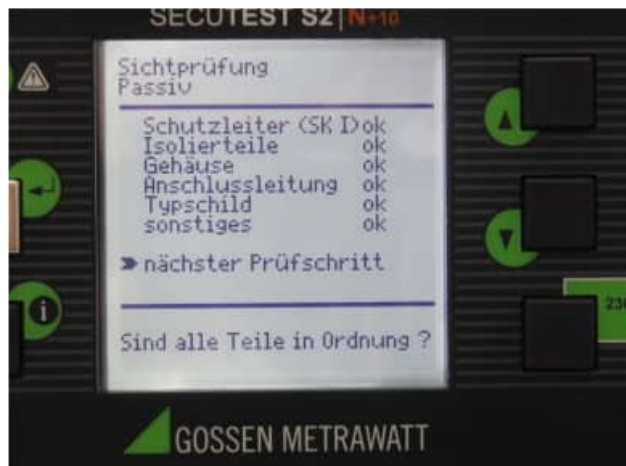 SECUTEST S2 N+10
Sichtprüfung
Passiv
Schutzleiter (SK I) ok
Isolierteile ok
Gehäuse ok
Anschlussleitung ok
Typschild ok
sonstiges ok
nächster Prüfschritt
Sind alle Teile in Ordnung ?
GOSSEN METRAWATT